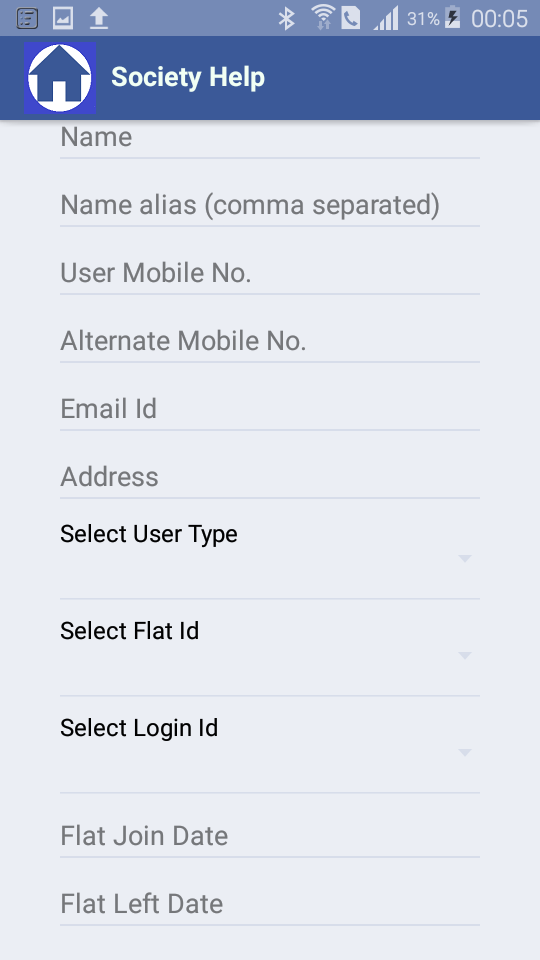 31% 00:05
Society Help
Name
Name alias (comma separated)
User Mobile No.
Alternate Mobile No.
Email Id
Address
Select User Type
Select Flat Id
Select Login Id
Flat Join Date
Flat Left Date